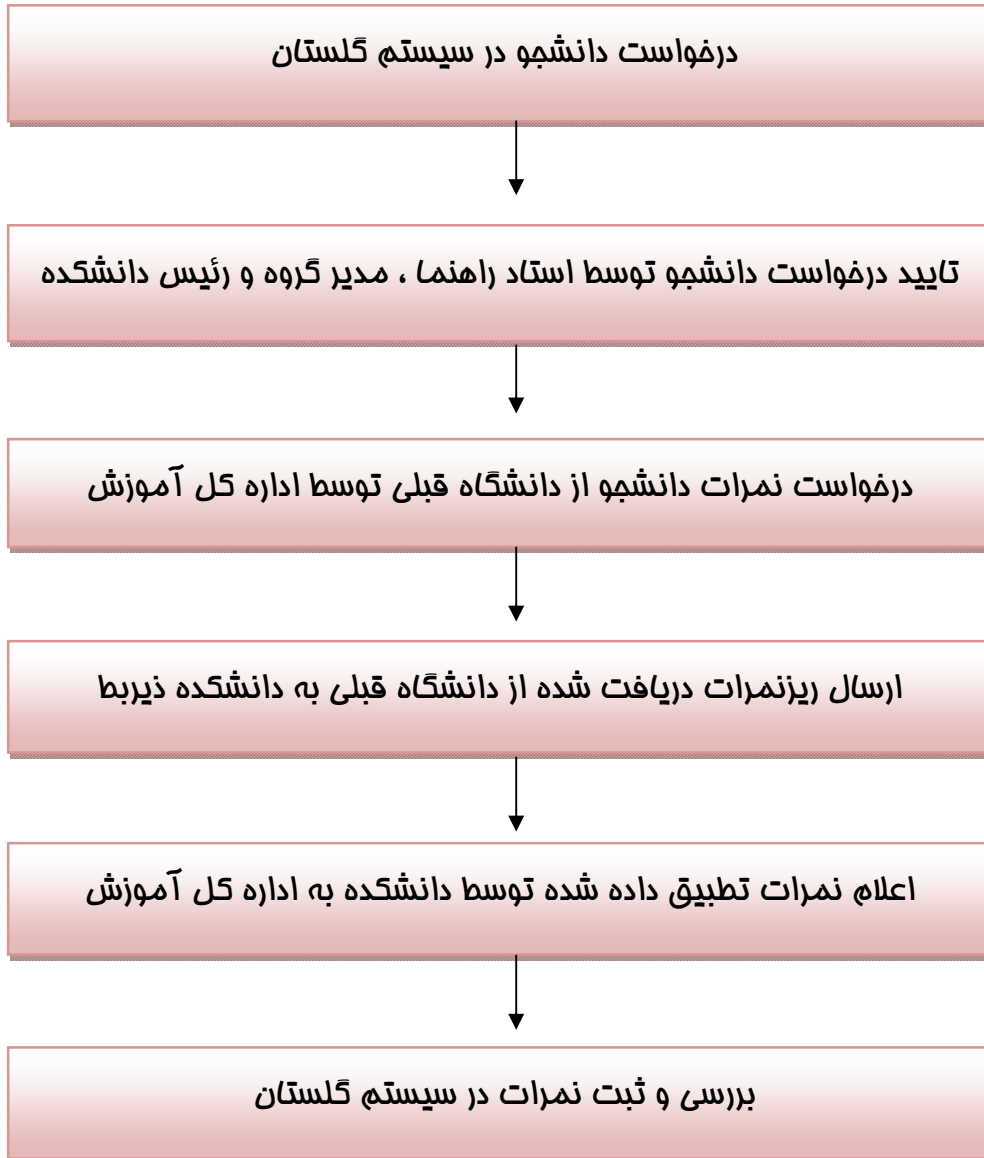 درخواست دانشجو در سیستم گلستان
تایید درخواست دانشجو توسط استاد راهنما ، مدیر گروه و رئیس دانشکده
درخواست نمرات دانشجو از دانشگاه قبلی توسط اداره کل آموزش
ارسال ریزنمرات دریافت شده از دانشگاه قبلی به دانشکده ذیربط
اعلام نمرات تطبیق داده شده توسط دانشکده به اداره کل آموزش
بررسی و ثبت نمرات در سیستم گلستان